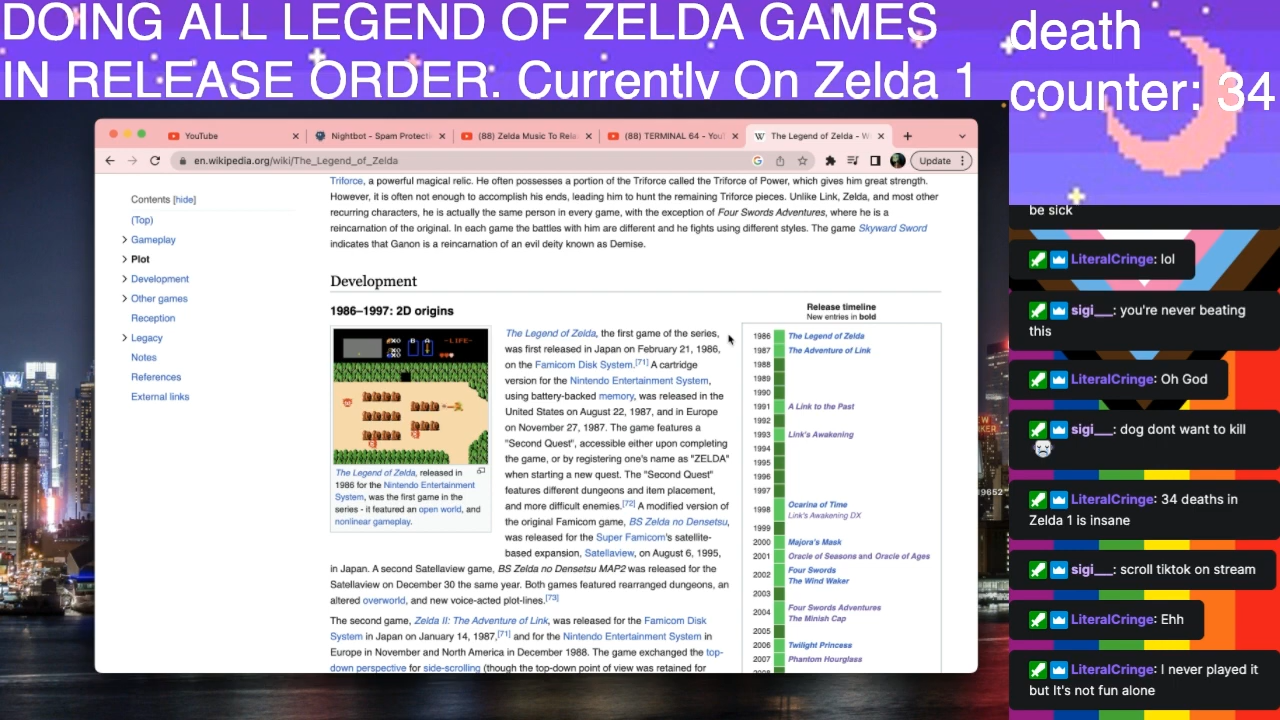 DOING ALL LEGEND OF ZELDA GAMES
IN RELEASE ORDER. Currently On Zelda 1
death
counter: 34
YouTube
Nightbot - Spam Protecti
(88) Zelda Music To Rela
(88) TERMINAL 64 - You
The Legend of Zelda - W
en.wikipedia.org/wiki/The_Legend_of_Zelda
Update
Contents [hide]
(Top)
Gameplay
Plot
Development
Other games
Reception
Legacy
Notes
References
External links
Triforce, a powerful magical relic. He often possesses a portion of the Triforce called the Triforce of Power, which gives him great strength.
However, it is often not enough to accomplish his ends, leading him to hunt the remaining Triforce pieces. Unlike Link, Zelda, and most other
recurring characters, he is actually the same person in every game, with the exception of Four Swords Adventures, where he is a
reincarnation of the original. In each game the battles with him are different and he fights using different styles. The game Skyward Sword
indicates that Ganon is a reincarnation of an evil deity known as Demise.
Development
1986–1997: 2D origins
-LIFE-
B
A
The Legend of Zelda, released in
1986 for the Nintendo Entertainment
System, was the first game in the
series - it featured an open world, and
nonlinear gameplay.
The Legend of Zelda, the first game of the series,
was first released in Japan on February 21, 1986,
on the Famicom Disk System.[71] A cartridge
version for the Nintendo Entertainment System,
using battery-backed memory, was released in the
United States on August 22, 1987, and in Europe
on November 27, 1987. The game features a
"Second Quest", accessible either upon completing
the game, or by registering one's name as "ZELDA"
when starting a new quest. The "Second Quest"
features different dungeons and item placement,
and more difficult enemies.[72] A modified version of
the original Famicom game, BS Zelda no Densetsu,
was released for the Super Famicom's satellite-
based expansion, Satellaview, on August 6, 1995,
in Japan. A second Satellaview game, BS Zelda no Densetsu MAP2 was released for the
Satellaview on December 30 the same year. Both games featured rearranged dungeons, an
altered overworld, and new voice-acted plot-lines.[73]
The second game, Zelda II: The Adventure of Link, was released for the Famicom Disk
System in Japan on January 14, 1987,[71] and for the Nintendo Entertainment System in
Europe in November and North America in December 1988. The game exchanged the top-
down perspective for side-scrolling (though the top-down point of view was retained for
Release timeline
New entries in bold
1986 The Legend of Zelda
1987 The Adventure of Link
1988
1989
1990
1991 A Link to the Past
1992
1993 Link's Awakening
1994
1995
1996
1997
1998 Ocarina of Time
Link's Awakening DX
1999
2000 Majora's Mask
2001 Oracle of Seasons and Oracle of Ages
2002 Four Swords
The Wind Waker
2003
2004 Four Swords Adventures
The Minish Cap
2005
2006 Twilight Princess
2007 Phantom Hourglass
be sick
LiteralCringe: lol
sigi__: you're never beating
this
LiteralCringe: Oh God
sigi__: dog dont want to kill
LiteralCringe: 34 deaths in
Zelda 1 is insane
sigi__: scroll tiktok on stream
LiteralCringe: Ehh
LiteralCringe: I never played it
but It's not fun alone